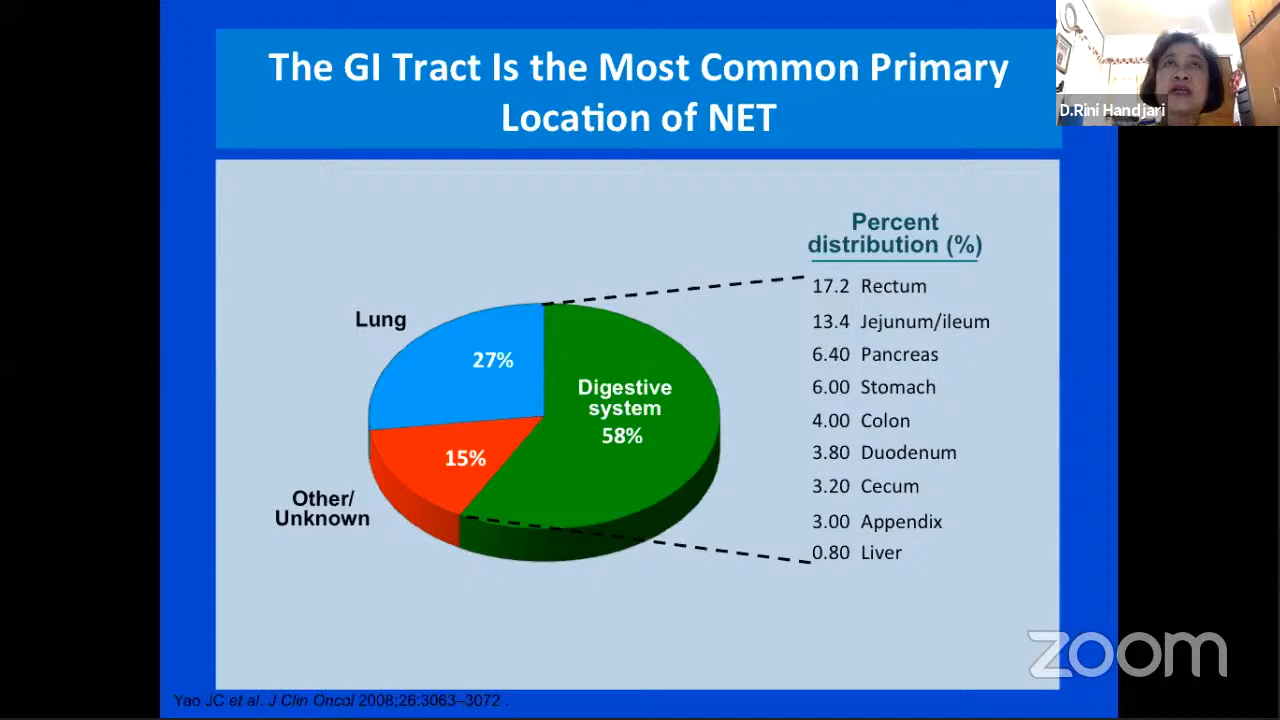 The GI Tract Is the Most Common Primary
Location of NET
D.Rini Handjari
Percent
distribution (%)
17.2 Rectum
13.4 Jejunum/ileum
6.40 Pancreas
6.00 Stomach
4.00 Colon
3.80 Duodenum
3.20 Cecum
3.00 Appendix
0.80 Liver
Lung
27%
Digestive
system
58%
15%
Other/
Unknown
zoom
Yao JC et al. J Clin Oncol 2008;26:3063–3072 .